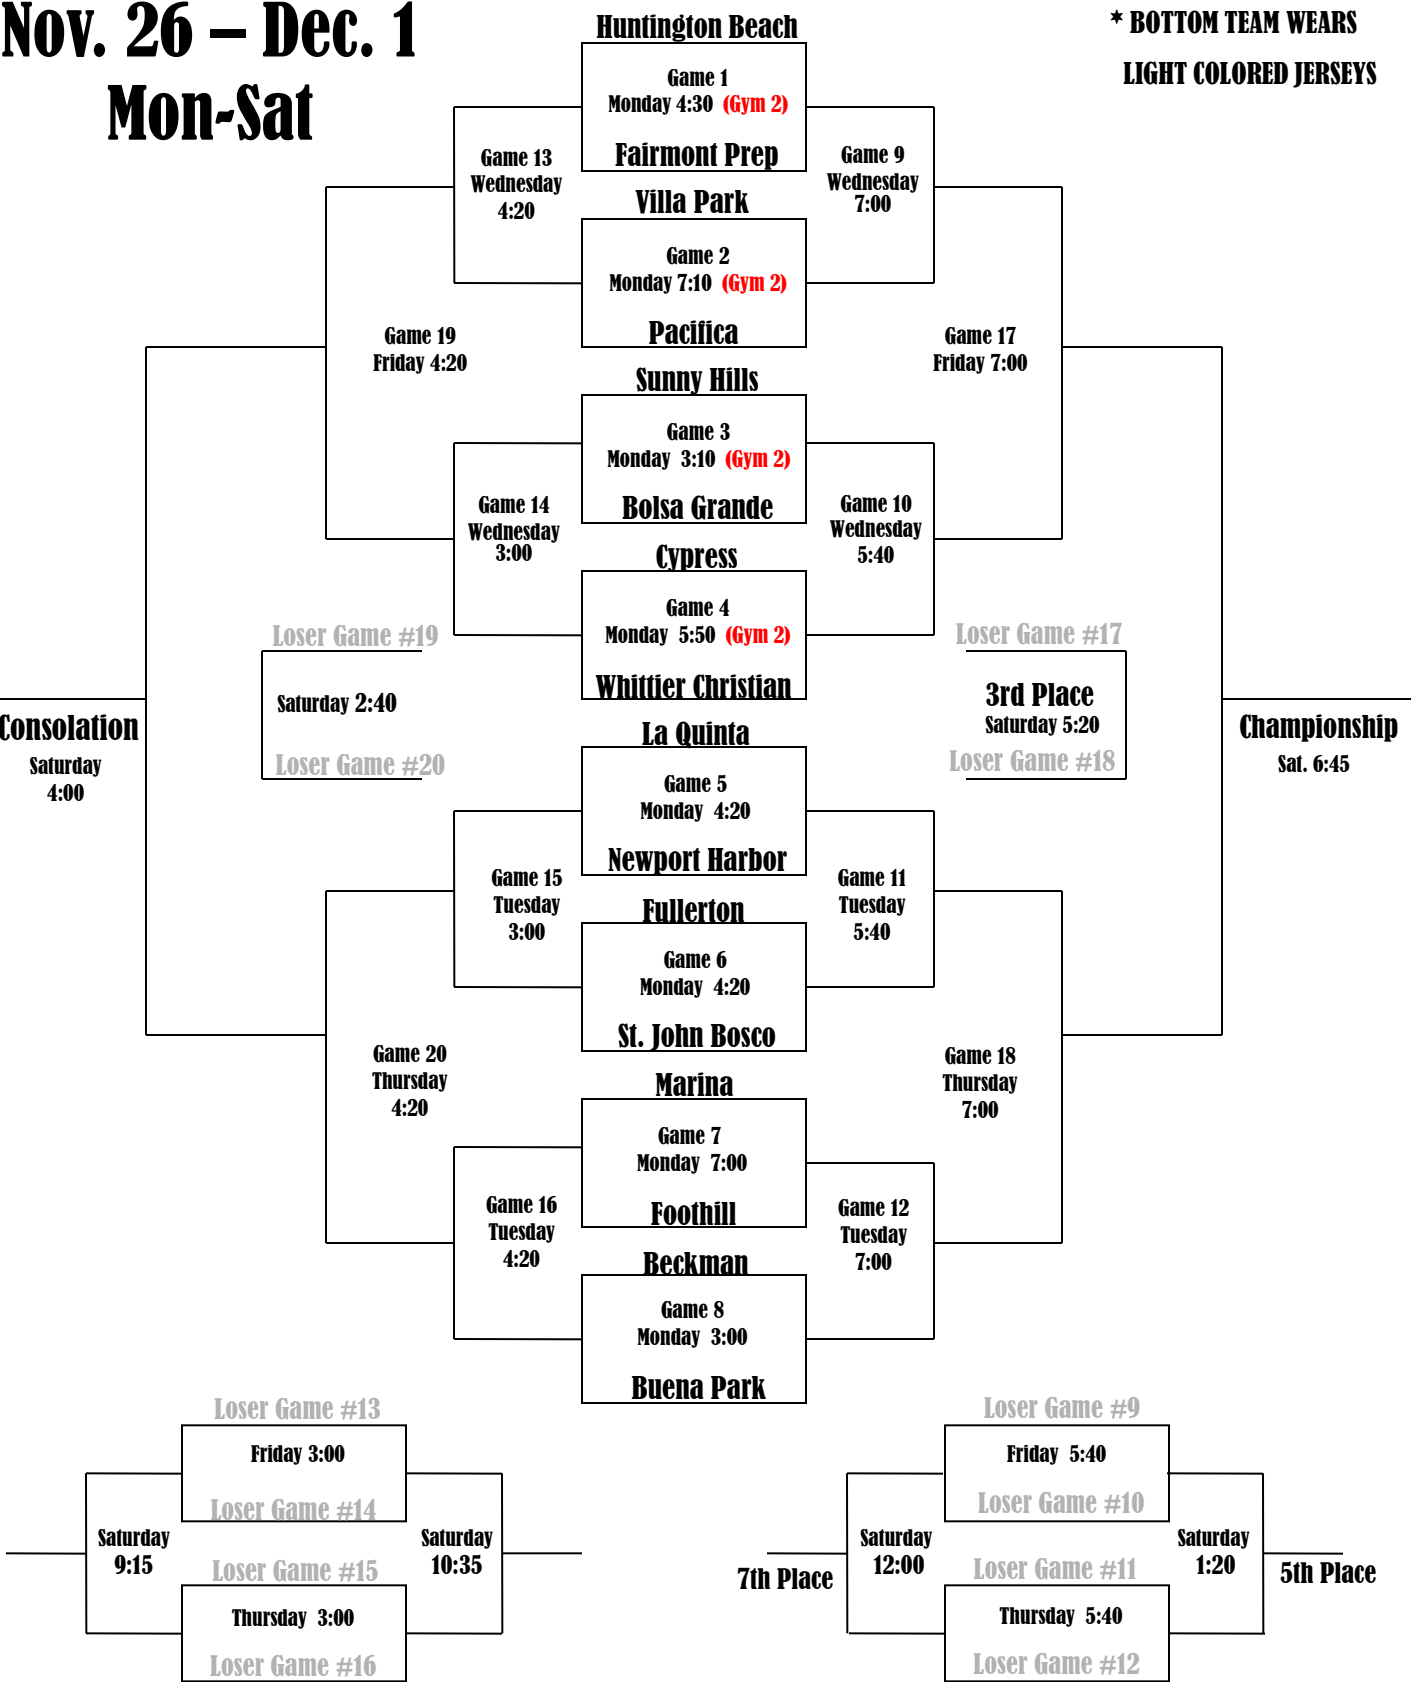 Nov. 26 – Dec. 1
Mon-Sat
* BOTTOM TEAM WEARS
LIGHT COLORED JERSEYS
Huntington Beach
Game 1
Monday 4:30 (Gym 2)
Fairmont Prep
Game 13
Wednesday
4:20
Game 9
Wednesday
7:00
Villa Park
Game 2
Monday 7:10 (Gym 2)
Pacifica
Game 19
Friday 4:20
Game 17
Friday 7:00
Sunny Hills
Game 3
Monday 3:10 (Gym 2)
Bolsa Grande
Game 14
Wednesday
3:00
Game 10
Wednesday
5:40
Cypress
Game 4
Monday 5:50 (Gym 2)
Whittier Christian
Loser Game #19
Saturday 2:40
Loser Game #20
Loser Game #17
3rd Place
Saturday 5:20
Loser Game #18
Consolation
Saturday
4:00
Championship
Sat. 6:45
La Quinta
Game 5
Monday 4:20
Newport Harbor
Game 15
Tuesday
3:00
Game 11
Tuesday
5:40
Fullerton
Game 6
Monday 4:20
St. John Bosco
Game 20
Thursday
4:20
Game 18
Thursday
7:00
Marina
Game 7
Monday 7:00
Foothill
Game 16
Tuesday
4:20
Game 12
Tuesday
7:00
Beckman
Game 8
Monday 3:00
Buena Park
Loser Game #13
Friday 3:00
Loser Game #14
Saturday
9:15
Saturday
10:35
Loser Game #15
Thursday 3:00
Loser Game #16
Loser Game #9
Friday 5:40
Loser Game #10
Saturday
12:00
Saturday
1:20
7th Place
5th Place
Loser Game #11
Thursday 5:40
Loser Game #12